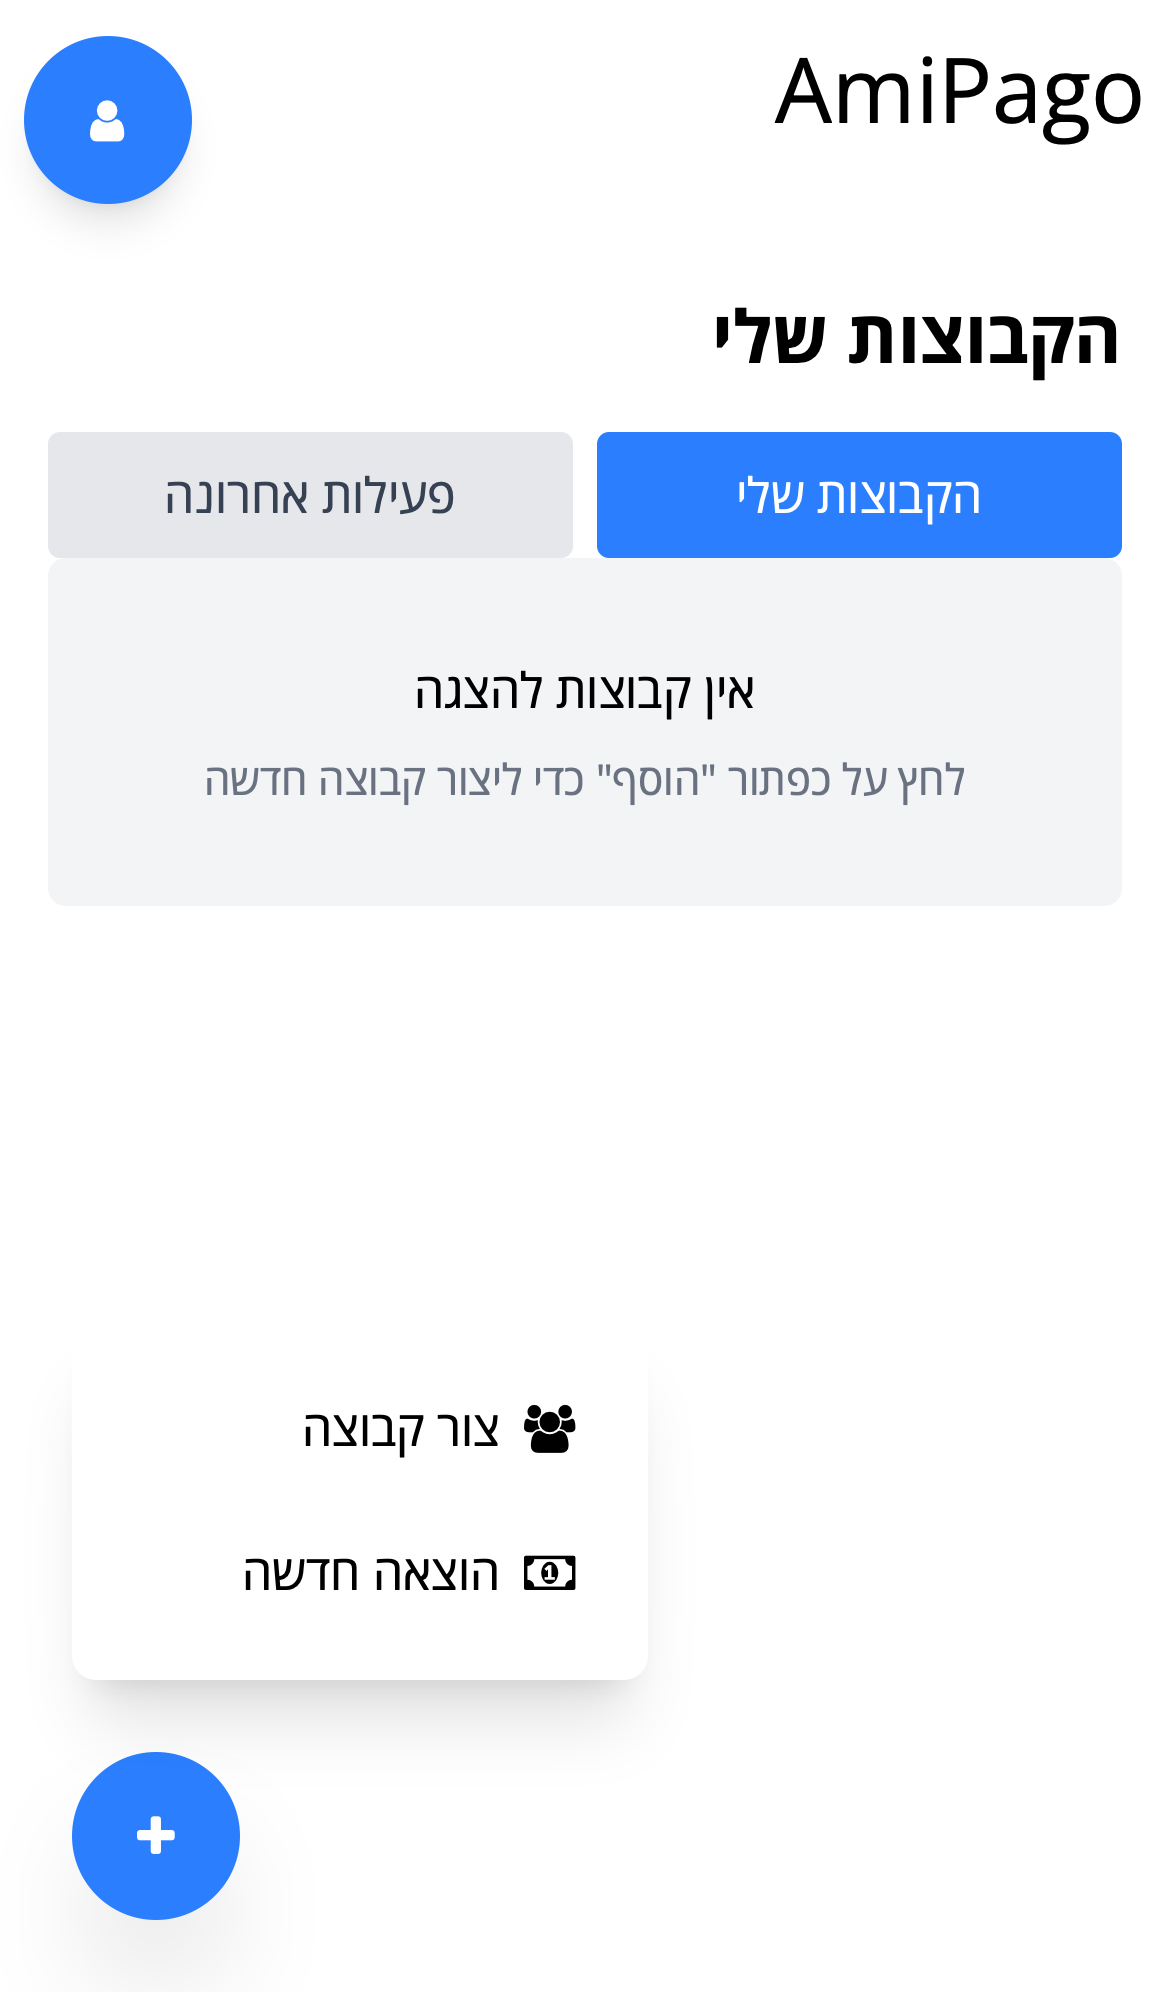 AmiPago
הקבוצות שלי
הקבוצות שלי
פעילות אחרונה
אין קבוצות להצגה
לחץ על כפתור "הוסף" כדי ליצור קבוצה חדשה
צור קבוצה
הוצאה חדשה